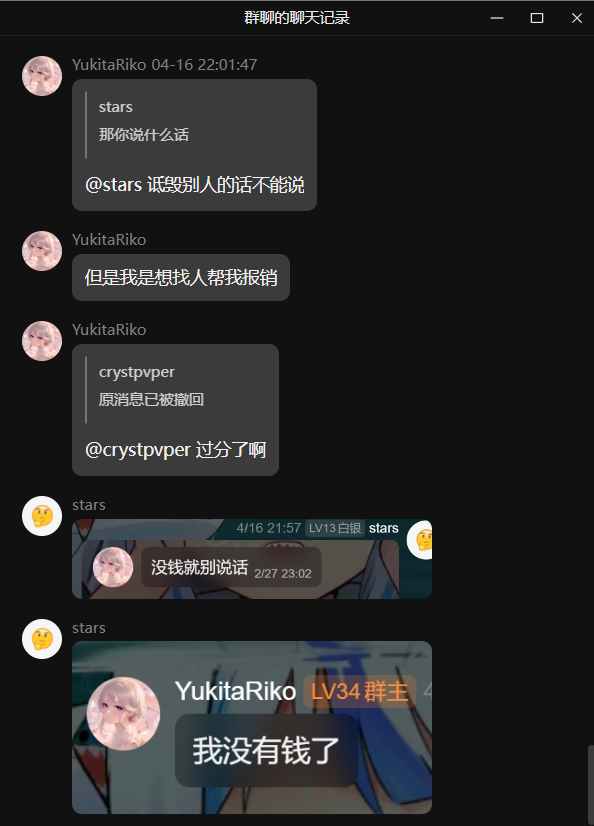 群聊的聊天记录
YukitaRiko 04-16 22:01:47
stars
那你说什么话
@stars 诋毁别人的话不能说
YukitaRiko
但是我是想找人帮我报销
YukitaRiko
crystpvper
原消息已被撤回
@crystpvper 过分了啊
stars
4/16 21:57 LV13白银 stars
没钱就别说话 2/27 23:02
stars
YukitaRiko LV34 群主 4
我没有钱了